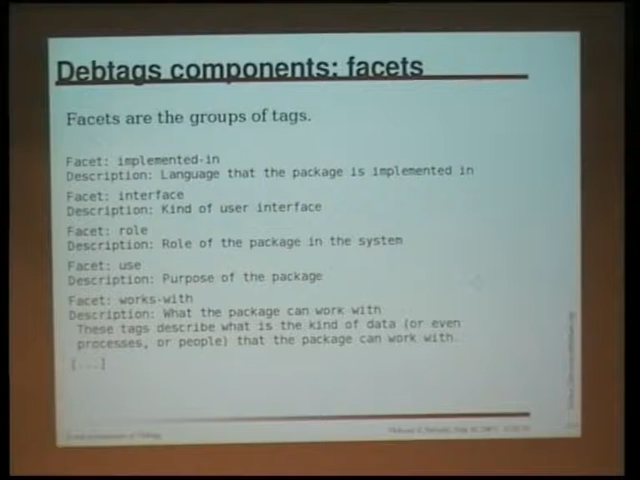 Debtags components: facets
Facets are the groups of tags.
Facet: implemented-in
Description: Language that the package is implemented in
Facet: interface
Description: Kind of user interface
Facet: role
Description: Role of the package in the system
Facet: use
Description: Purpose of the package
Facet: works-with
Description: What the package can work with
These tags describe what is the kind of data (or even
processes, or people) that the package can work with.
[...]